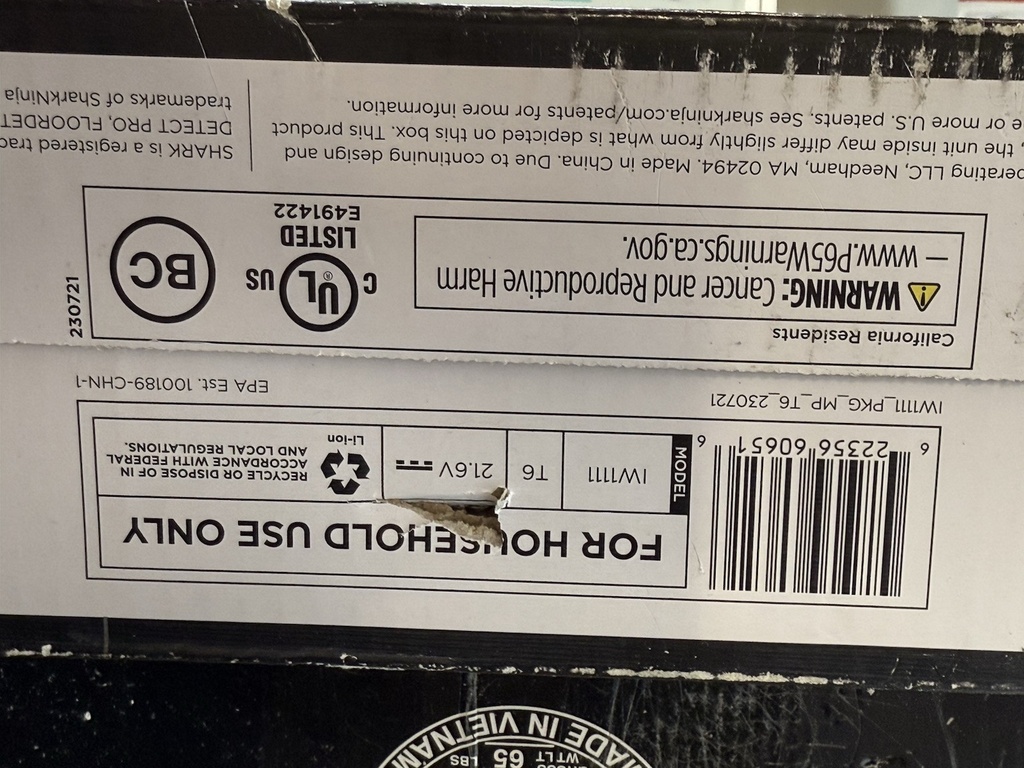 MADE IN VIETNAM
WT LT 65 LBS
FOR HOUSEHOLD USE ONLY
MODEL
IW1111
T6
21.6V
RECYCLE OR DISPOSE OF IN
ACCORDANCE WITH FEDERAL
AND LOCAL REGULATIONS.
Li-ion
6 22356 60651 6
IW1111_PKG_MP_T6_230721
EPA Est. 100189-CHN-1
California Residents
WARNING: Cancer and Reproductive Harm
— www.P65Warnings.ca.gov.
C UL® US
LISTED
E491422
BC
230721
perating LLC, Needham, MA 02494. Made in China. Due to continuing design and
, the unit inside may differ slightly from what is depicted on this box. This product
e or more U.S. patents, See sharkninja.com/patents for more information.
SHARK is a registered
DETECT PRO,
trademarks of SharkNinja